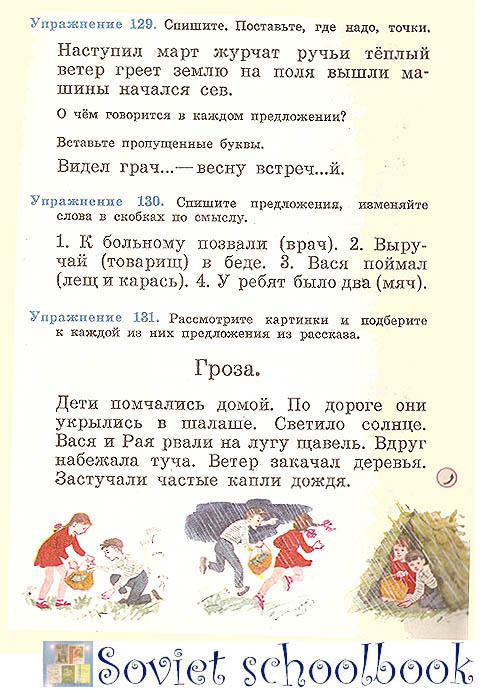 Упражнение 129. Спишите. Поставьте, где надо, точки.
Наступил март журчат ручьи тёплый
ветер греет землю на поля вышли ма-
шины начался сев.
О чём говорится в каждом предложении?
Вставьте пропущенные буквы.
Видел грач...—весну встреч...й.
Упражнение 130. Спишите предложения, изменяйте
слова в скобках по смыслу.
1. К больному позвали (врач). 2. Выру-
чай (товарищ) в беде. 3. Вася поймал
(лещ и карась). 4. У ребят было два (мяч).
Упражнение 131. Рассмотрите картинки и подберите
к каждой из них предложения из рассказа.
Гроза.
Дети помчались домой. По дороге они
укрылись в шалаше. Светило солнце.
Вася и Рая рвали на лугу щавель. Вдруг
набежала туча. Ветер закачал деревья.
Застучали частые капли дождя.
Soviet schoolbook